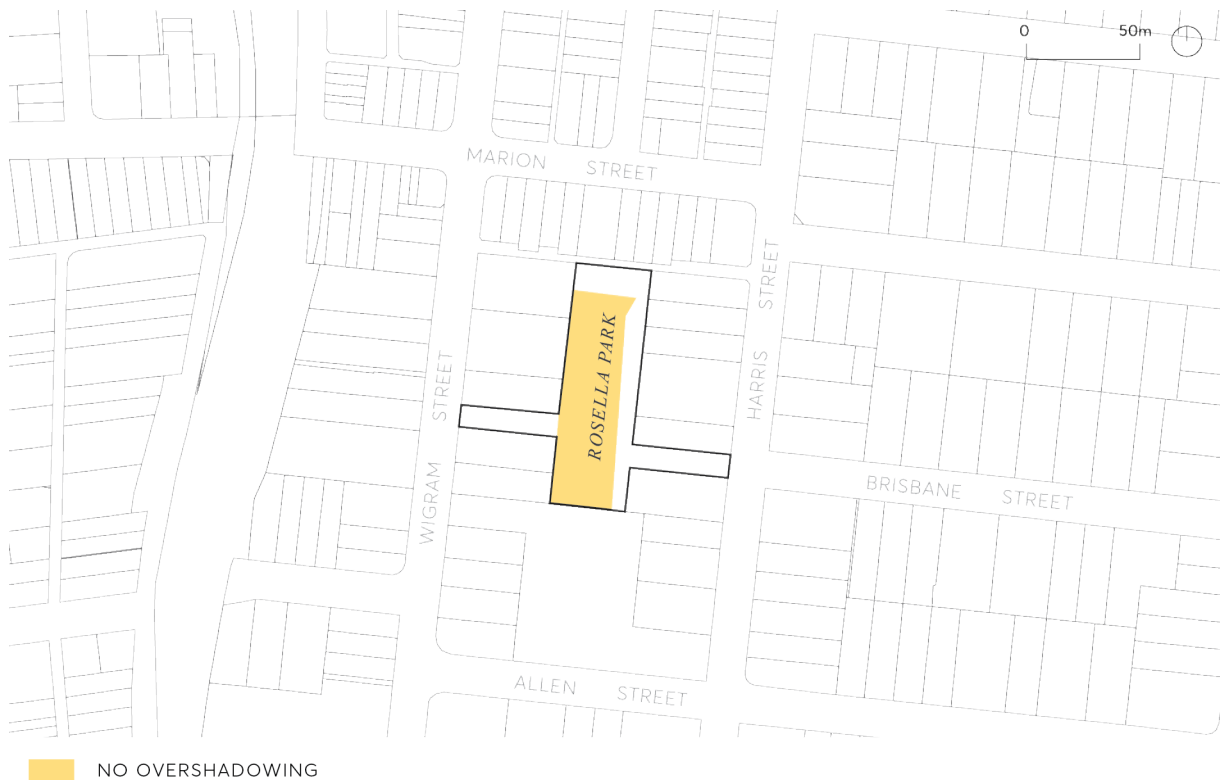 0 50m
MARION STREET
HARRIS STREET
ROSELLA PARK
WIGRAM STREET
BRISBANE STREET
ALLEN STREET
NO OVERSHADOWING